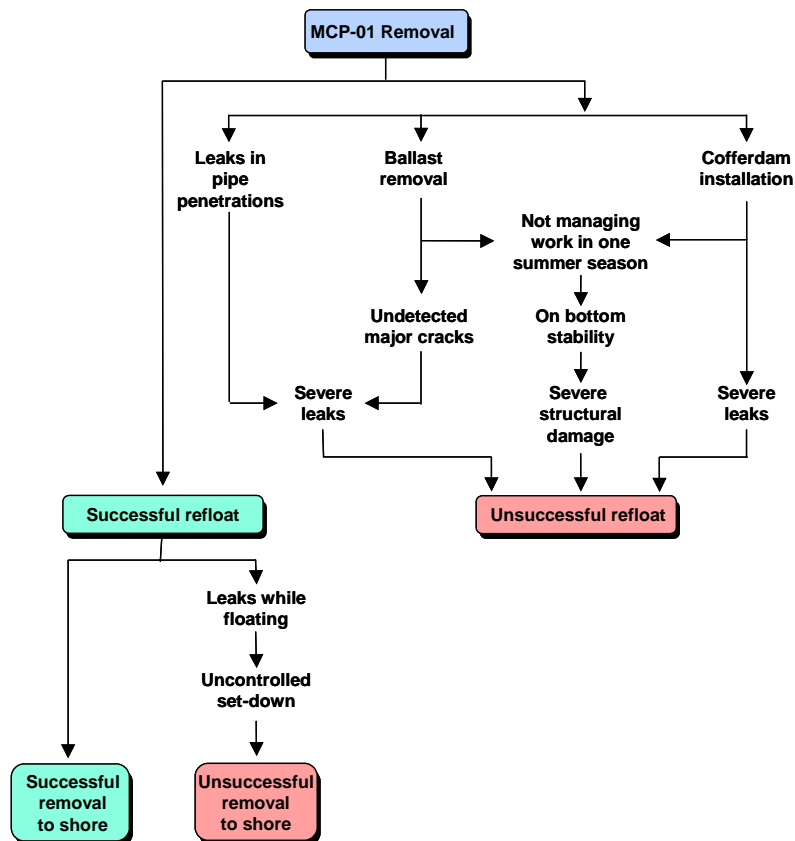 MCP-01 Removal
Leaks in
pipe
penetrations
Ballast
removal
Cofferdam
installation
Not managing
work in one
summer season
Undetected
major cracks
On bottom
stability
Severe
leaks
Severe
structural
damage
Severe
leaks
Successful refloat
Unsuccessful refloat
Leaks while
floating
Uncontrolled
set-down
Successful
removal
to shore
Unsuccessful
removal
to shore